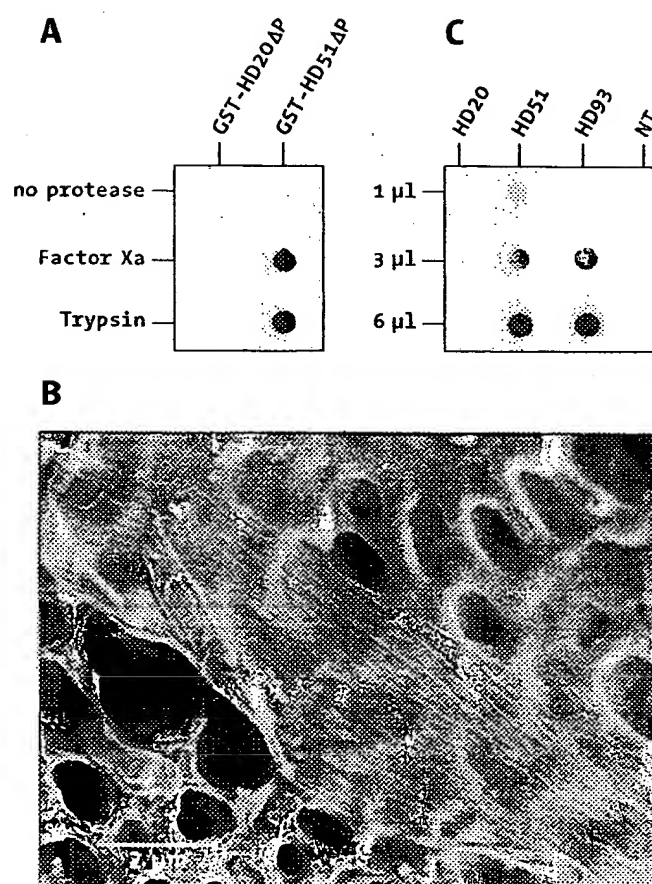 A
GST-HD20ΔP
GST-HD51ΔP
no protease
Factor Xa
Trypsin
C
HD20
HD51
HD93
NT
1 µl
3 µl
6 µl
B